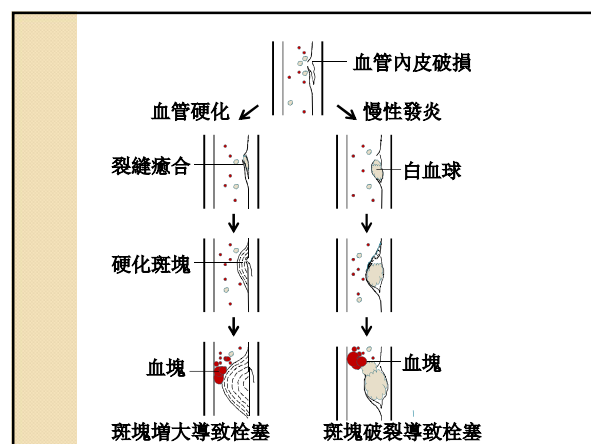 血管內皮破損
血管硬化
慢性發炎
裂縫癒合
白血球
硬化斑塊
血塊
血塊
斑塊增大導致栓塞
斑塊破裂導致栓塞